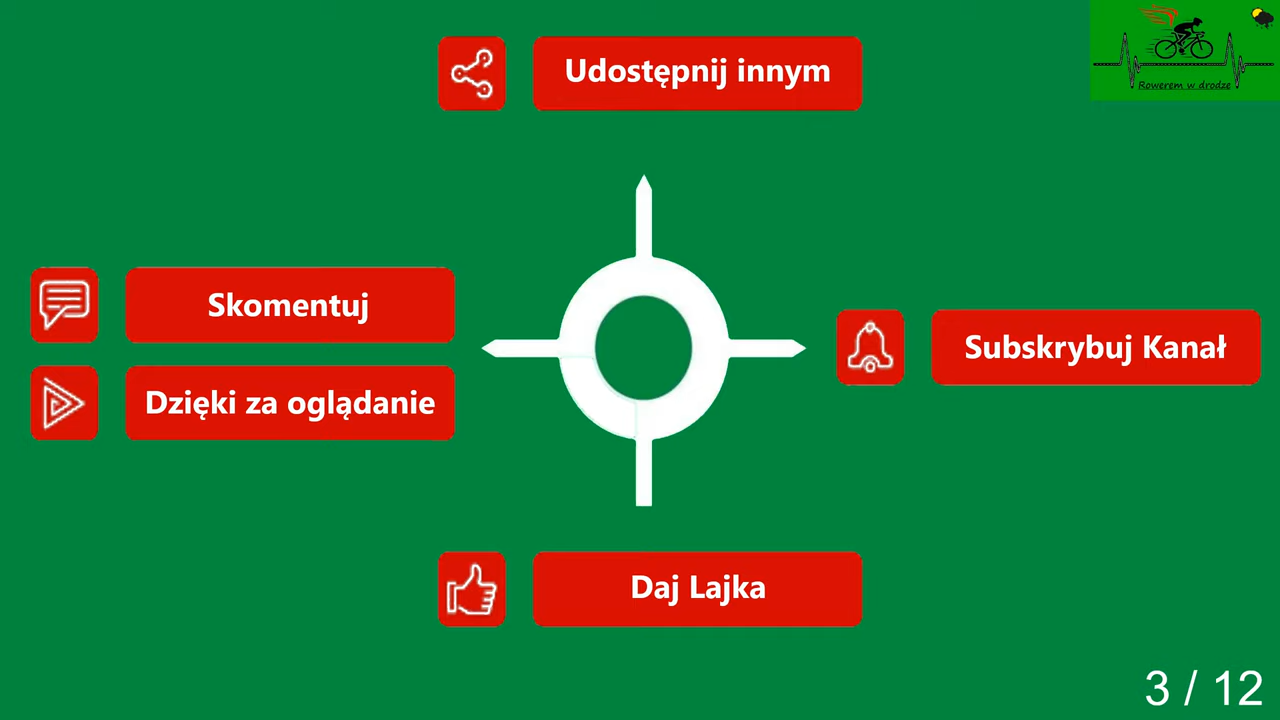 Udostępnij innym
Rowerem w drodze
Skomentuj
Dzięki za oglądanie
Subskrybuj Kanał
Daj Lajka
3 / 12